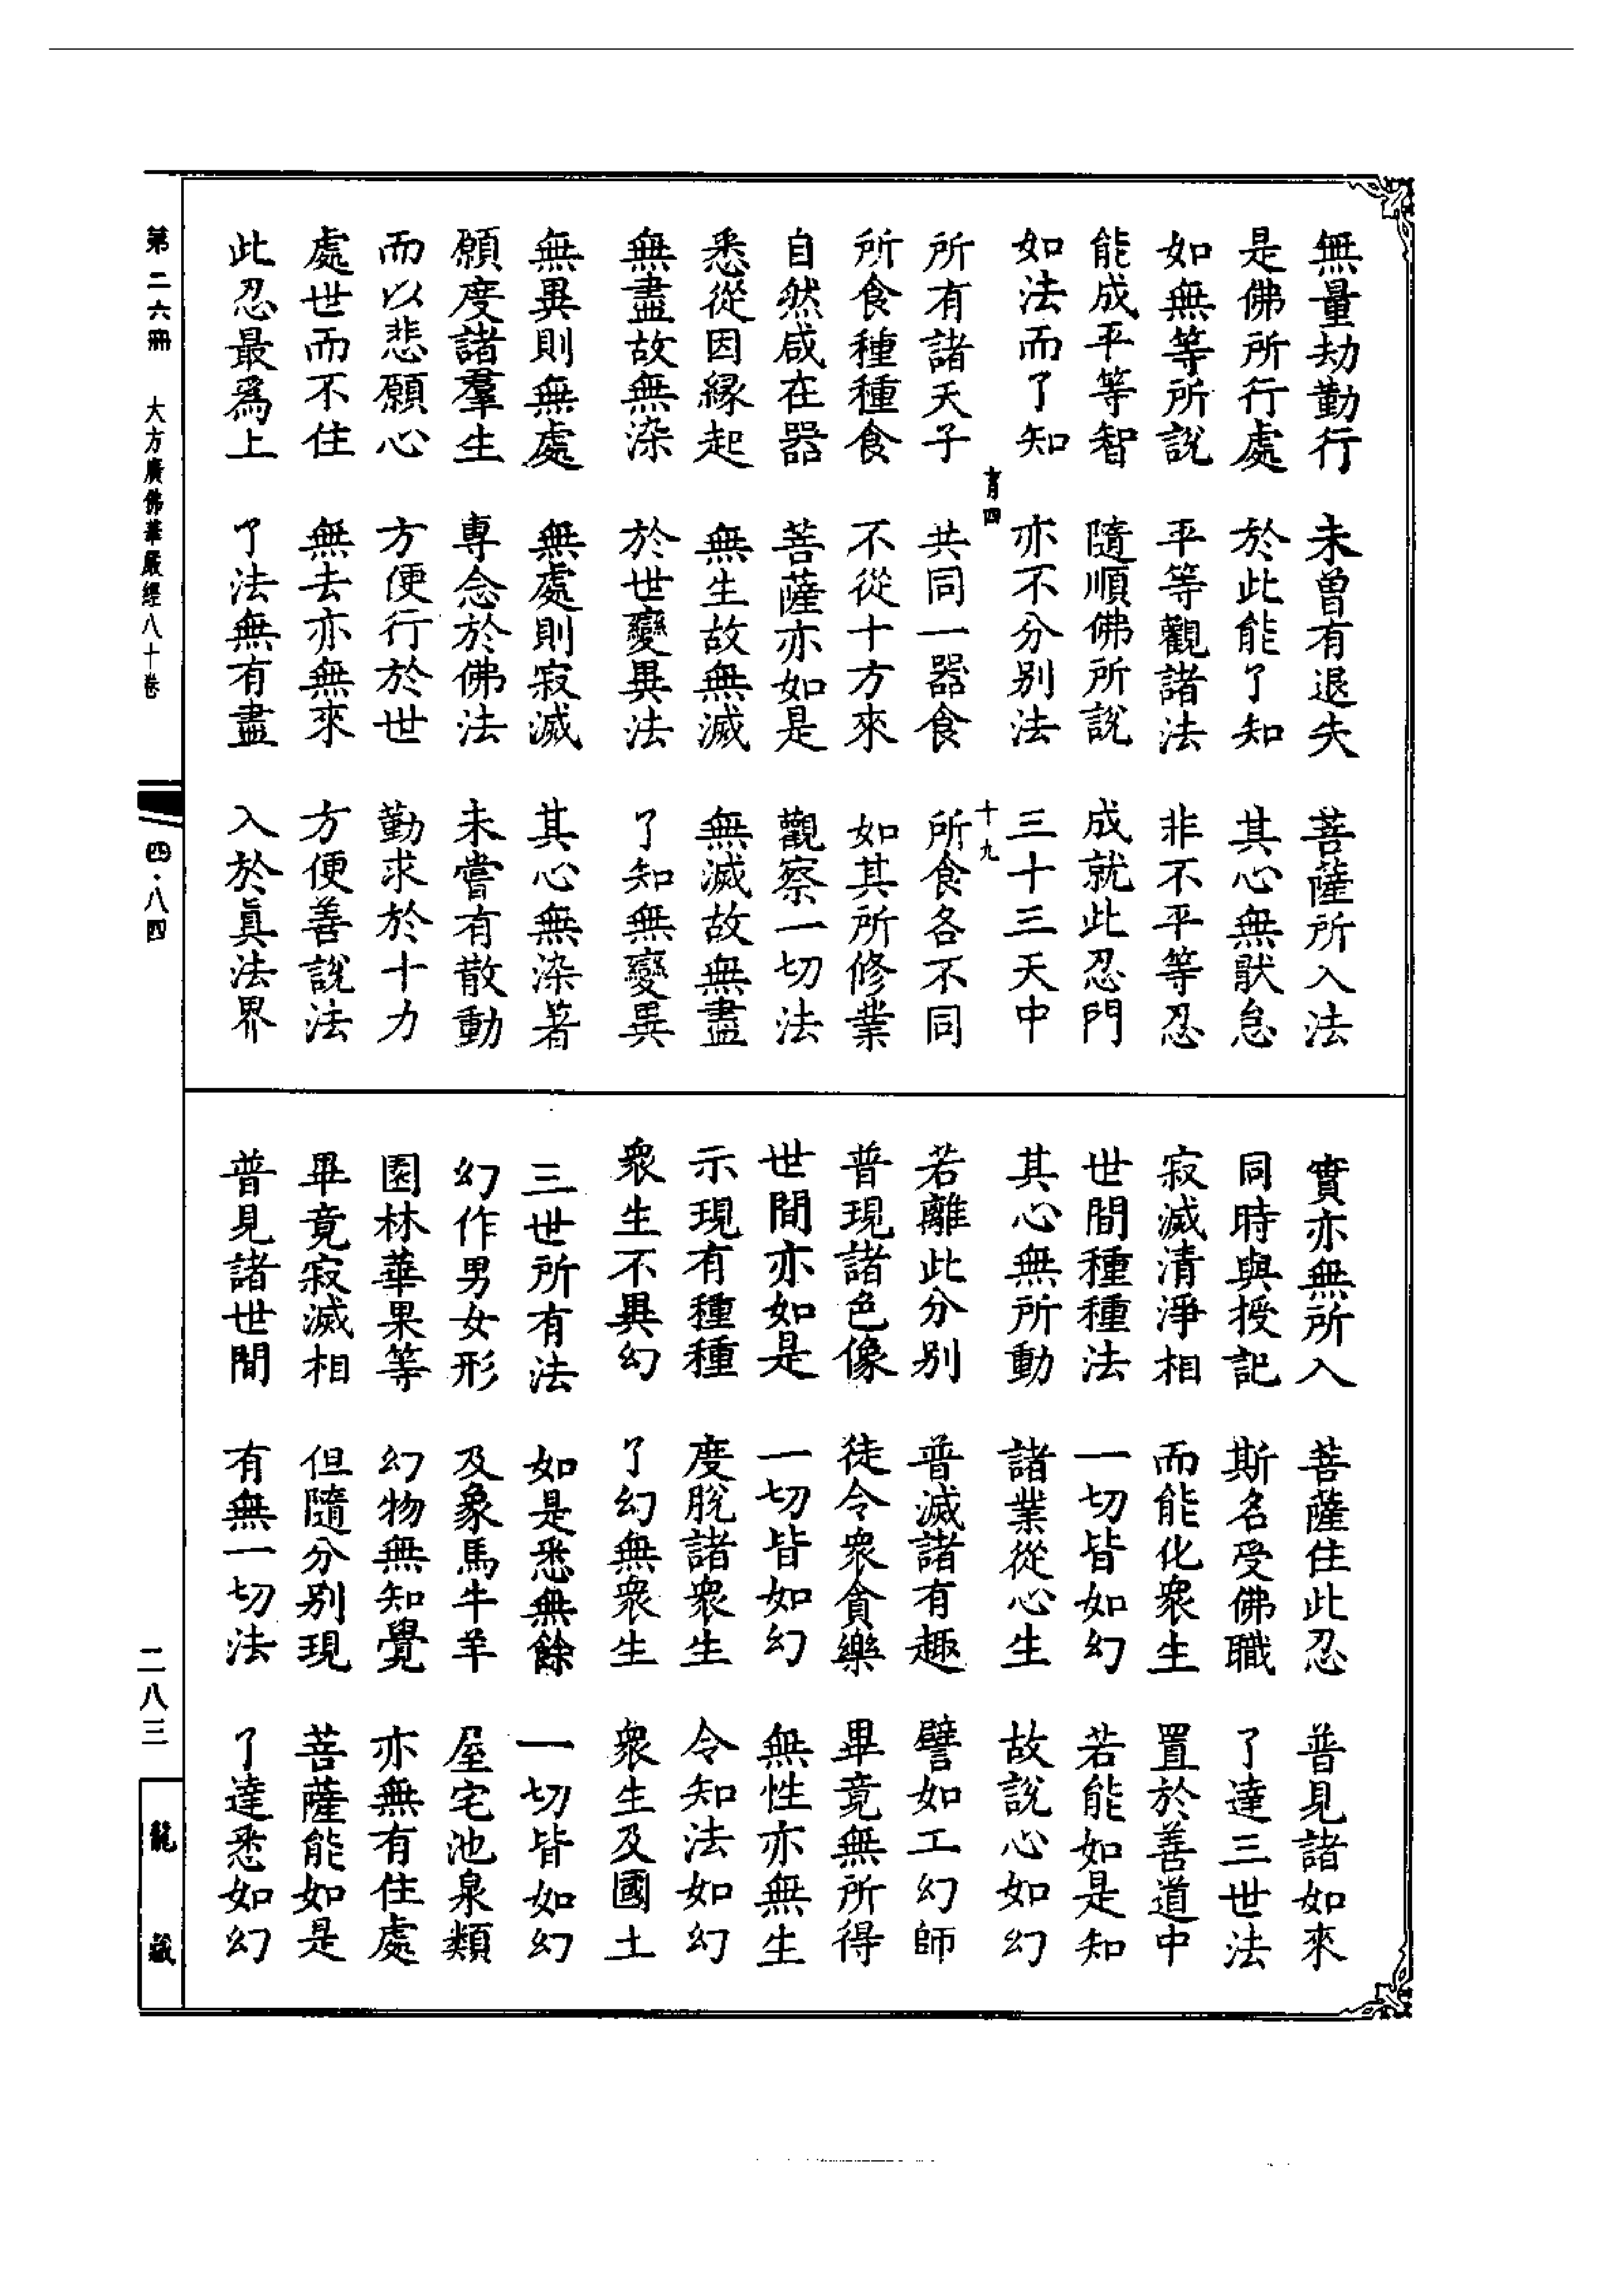 無量劫勤行　未曾有退失　菩薩所入法
是佛所行處　於此能了知　其心無猒怠
如無等所說　平等觀諸法　非不平等忍
能成平等智　隨順佛所說　成就此忍門
如法而了知　亦不分别法　三十三天中
育四　十九
所有諸天子　共同一器食　所食各不同
所食種種食　不從十方來　如其所修業
自然咸在器　菩薩亦如是　觀察一切法
悉從因緣起　無生故無滅　無滅故無盡
無盡故無染　於世變異法　了知無變異
無異則無處　無處則寂滅　其心無染著
願度諸羣生　專念於佛法　未嘗有散動
而以悲願心　方便行於世　勤求於十力
處世而不住　無去亦無來　方便善說法
此忍最爲上　了法無有盡　入於眞法界
實亦無所入　菩薩住此忍　普見諸如來
同時與授記　斯名受佛職　了達三世法
寂滅清淨相　而能化衆生　置於善道中
世間種種法　一切皆如幻　若能如是知
其心無所動　諸業從心生　故說心如幻
若離此分别　普滅諸有趣　譬如工幻師
普現諸色像　徒令衆貪樂　畢竟無所得
世間亦如是　一切皆如幻　無性亦無生
示現有種種　度脫諸衆生　令知法如幻
衆生不異幻　了幻無衆生　衆生及國土
三世所有法　如是悉無餘　一切皆如幻
幻作男女形　及象馬牛羊　屋宅池泉類
園林華果等　幻物無知覺　亦無有住處
畢竟寂滅相　但隨分别現　菩薩能如是
普見諸世間　有無一切法　了達悉如幻
第二六冊　大方廣佛華嚴經八十卷　四·八四　二八三　龍藏